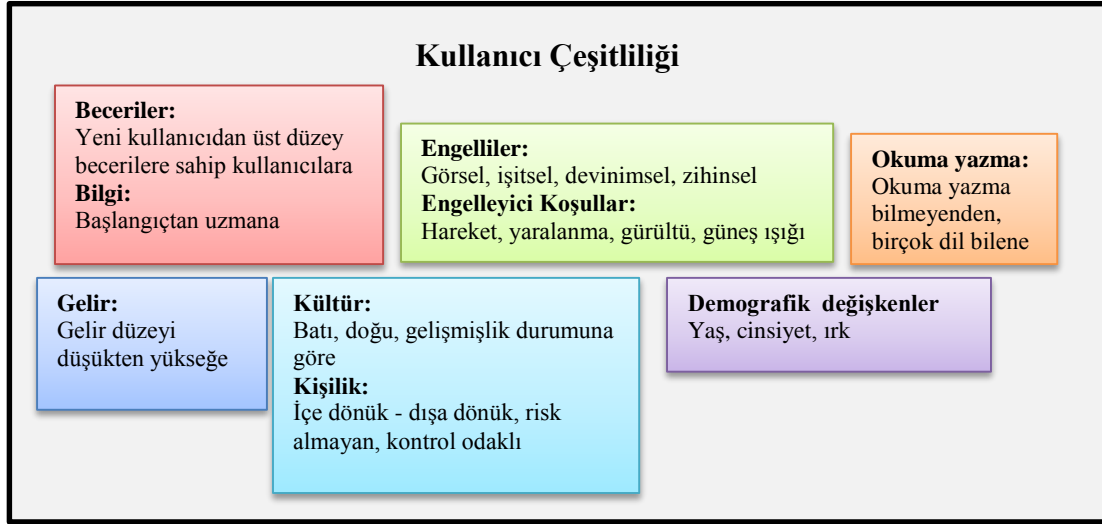 Kullanıcı Çeşitliliği
Beceriler:
Yeni kullanıcıdan üst düzey
becerilere sahip kullanıcılara
Bilgi:
Başlangıçtan uzmana
Engelliler:
Görsel, işitsel, devinimsel, zihinsel
Engelleyici Koşullar:
Hareket, yaralanma, gürültü, güneş ışığı
Okuma yazma:
Okuma yazma
bilmeyenden,
birçok dil bilene
Gelir:
Gelir düzeyi
düşükten yükseğe
Kültür:
Batı, doğu, gelişmişlik durumuna
göre
Kişilik:
İçe dönük - dışa dönük, risk
almayan, kontrol odaklı
Demografik değişkenler
Yaş, cinsiyet, ırk